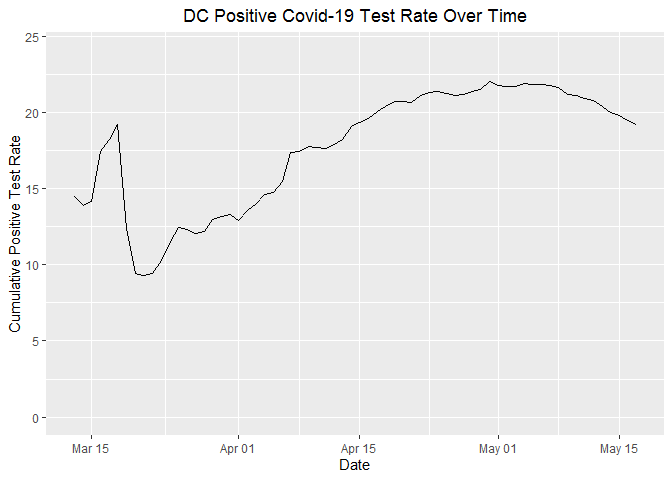 DC Positive Covid-19 Test Rate Over Time
25
20
15
10
5
0
Cumulative Positive Test Rate
Mar 15 Apr 01 Apr 15 May 01 May 15
Date